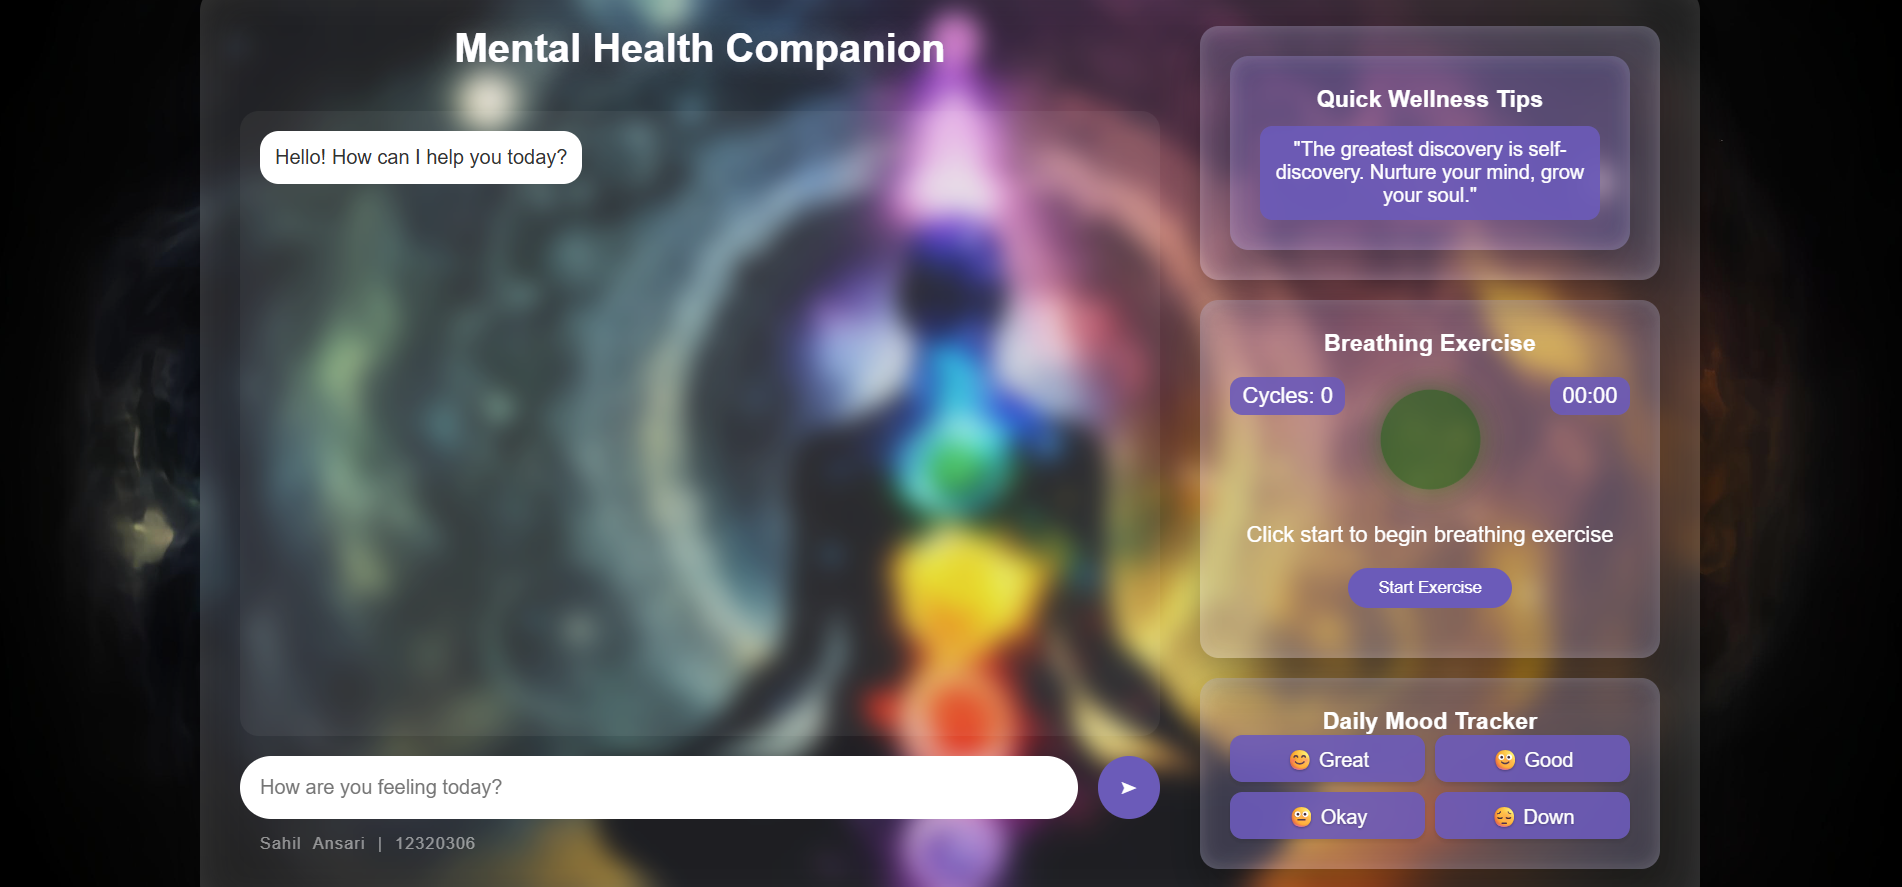 Mental Health Companion
Hello! How can I help you today?
How are you feeling today?
Sahil Ansari | 12320306
Quick Wellness Tips
"The greatest discovery is self-
discovery. Nurture your mind, grow
your soul."
Breathing Exercise
Cycles: 0
00:00
Click start to begin breathing exercise
Start Exercise
Daily Mood Tracker
😊 Great
🙂 Good
😐 Okay
😔 Down